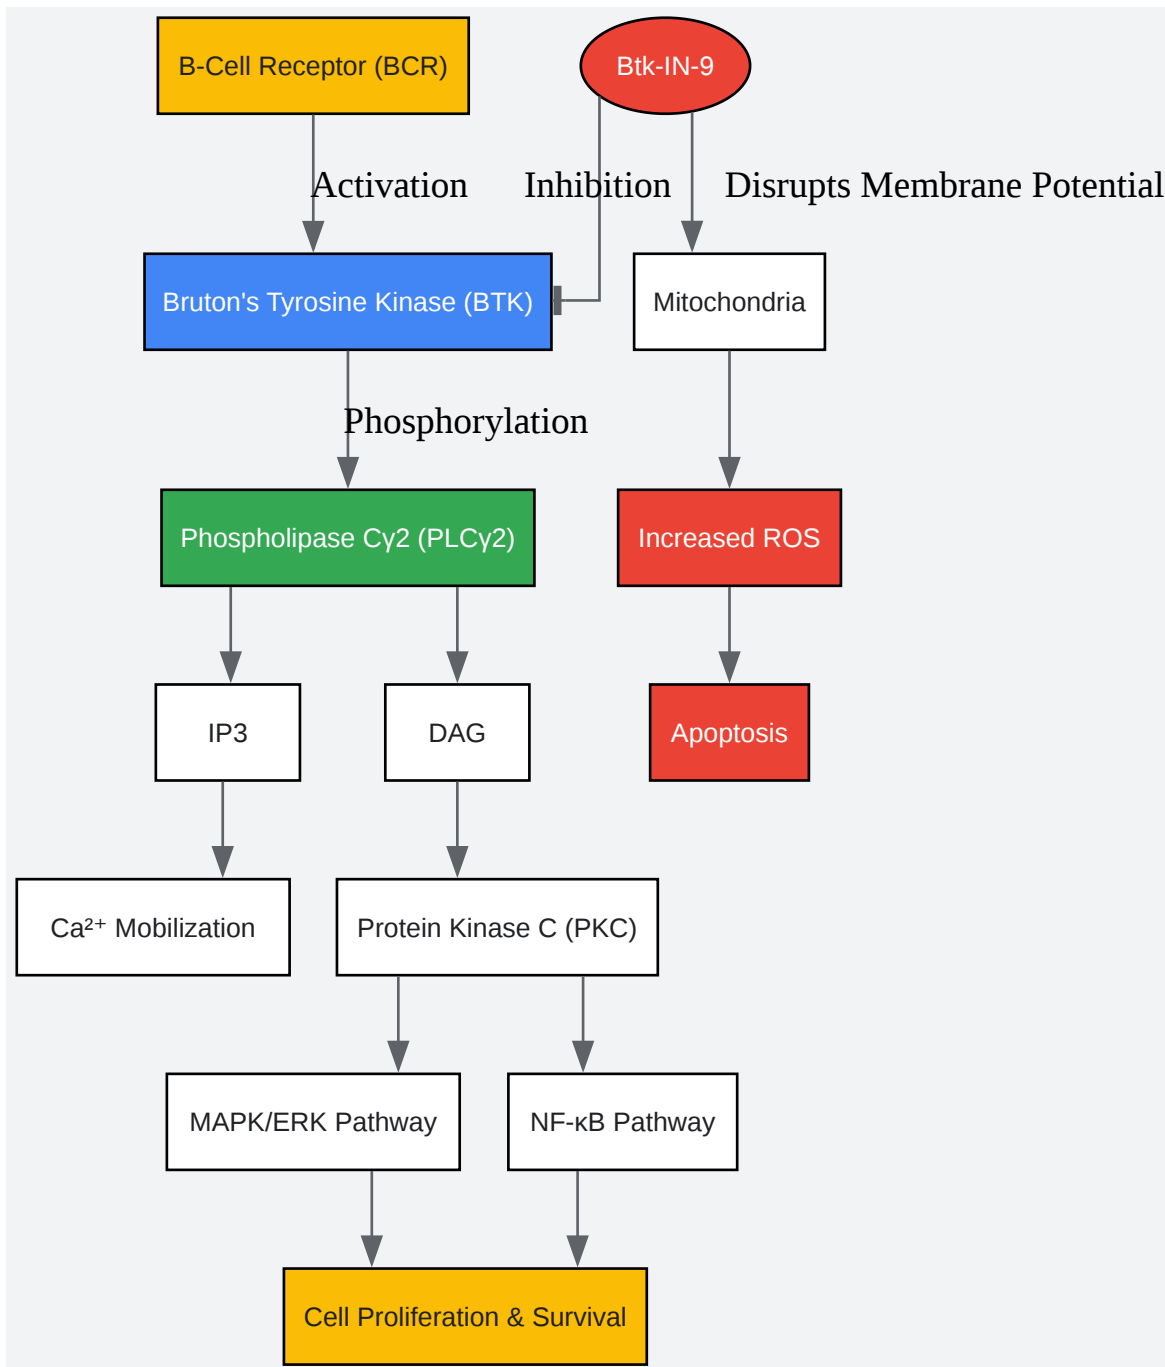 B-Cell Receptor (BCR)
Btk-IN-9
Activation
Inhibition
Disrupts Membrane Potential
Bruton's Tyrosine Kinase (BTK)
Mitochondria
Phosphorylation
Phospholipase Cγ2 (PLCγ2)
Increased ROS
IP3
DAG
Apoptosis
Ca²⁺ Mobilization
Protein Kinase C (PKC)
MAPK/ERK Pathway
NF-κB Pathway
Cell Proliferation & Survival